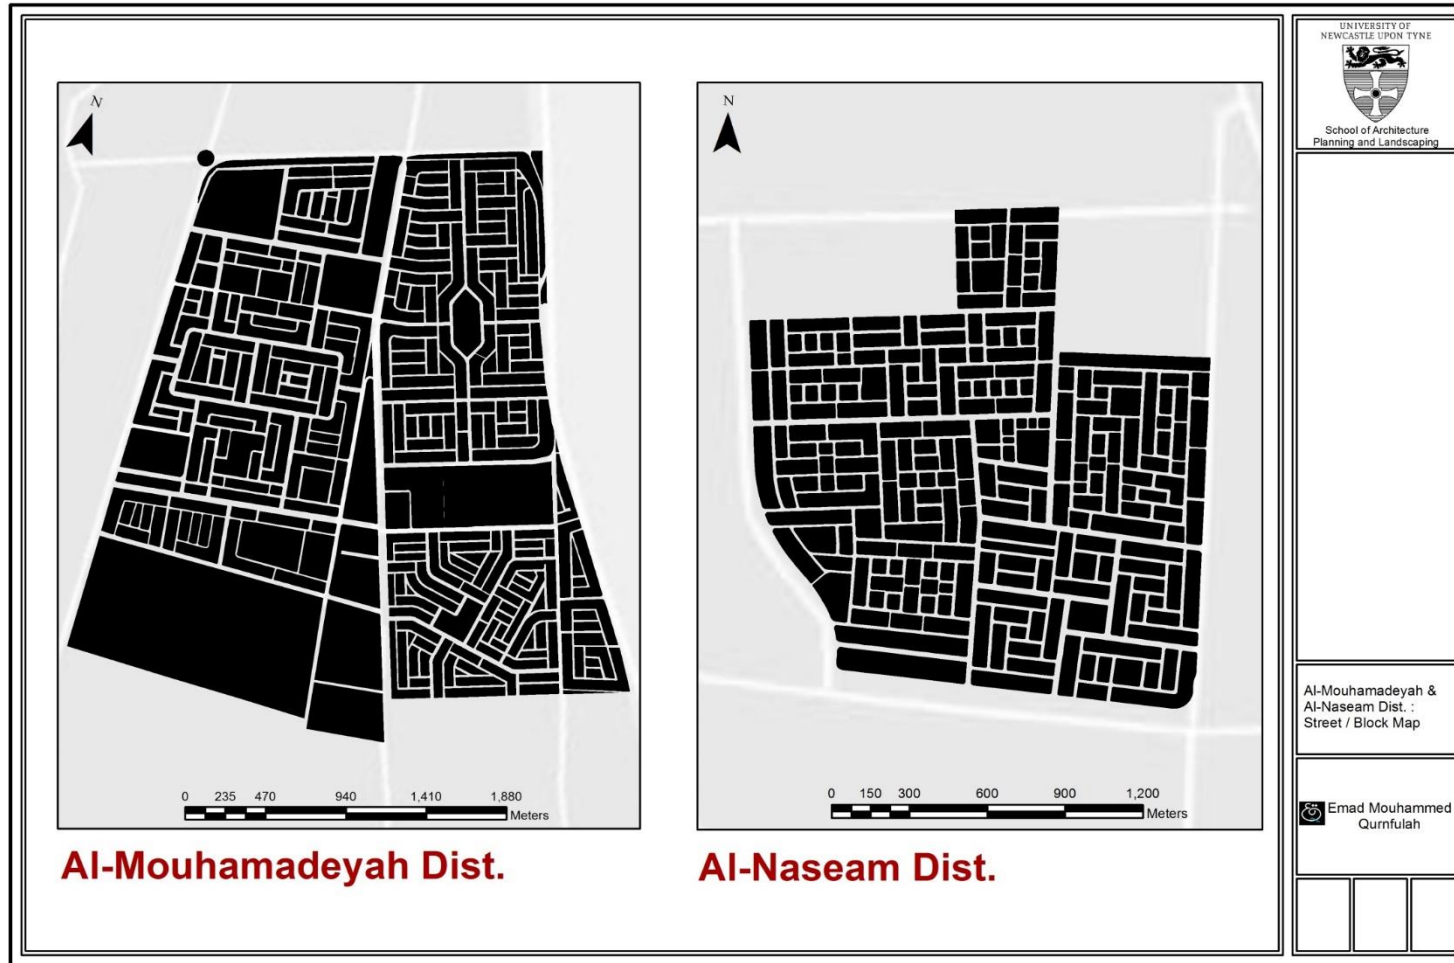 N
0 235 470 940 1,410 1,880
Meters
Al-Mouhamadeyah Dist.
N
0 150 300 600 900 1,200
Meters
Al-Naseam Dist.
UNIVERSITY OF
NEWCASTLE UPON TYNE
School of Architecture
Planning and Landscaping
Al-Mouhamadeyah &
Al-Naseam Dist. :
Street / Block Map
Emad Mouhammed
Qurnfulah